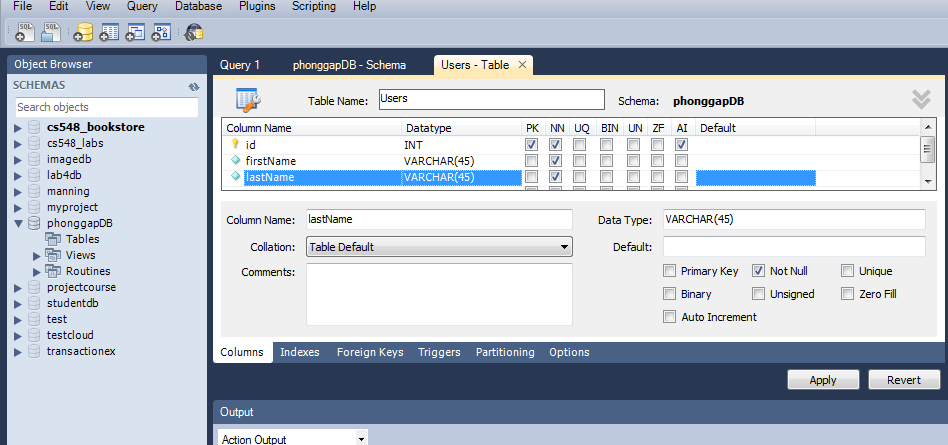 File Edit View Query Database Plugins Scripting Help
SQL SQL
Object Browser
SCHEMAS
Search objects
cs548_bookstore
cs548_labs
imagedb
lab4db
manning
myproject
phonggapDB
Tables
Views
Routines
projectcourse
studentdb
test
testcloud
transactionex
Query 1 phonggapDB - Schema Users - Table
Table Name: Users Schema: phonggapDB
Column Name Datatype PK NN UQ BIN UN ZF AI Default
id INT
firstName VARCHAR(45)
lastName VARCHAR(45)
Column Name: lastName Data Type: VARCHAR(45)
Collation: Table Default Default:
Comments: Primary Key Not Null Unique
Binary Unsigned Zero Fill
Auto Increment
Columns Indexes Foreign Keys Triggers Partitioning Options
Apply Revert
Output
Action Output